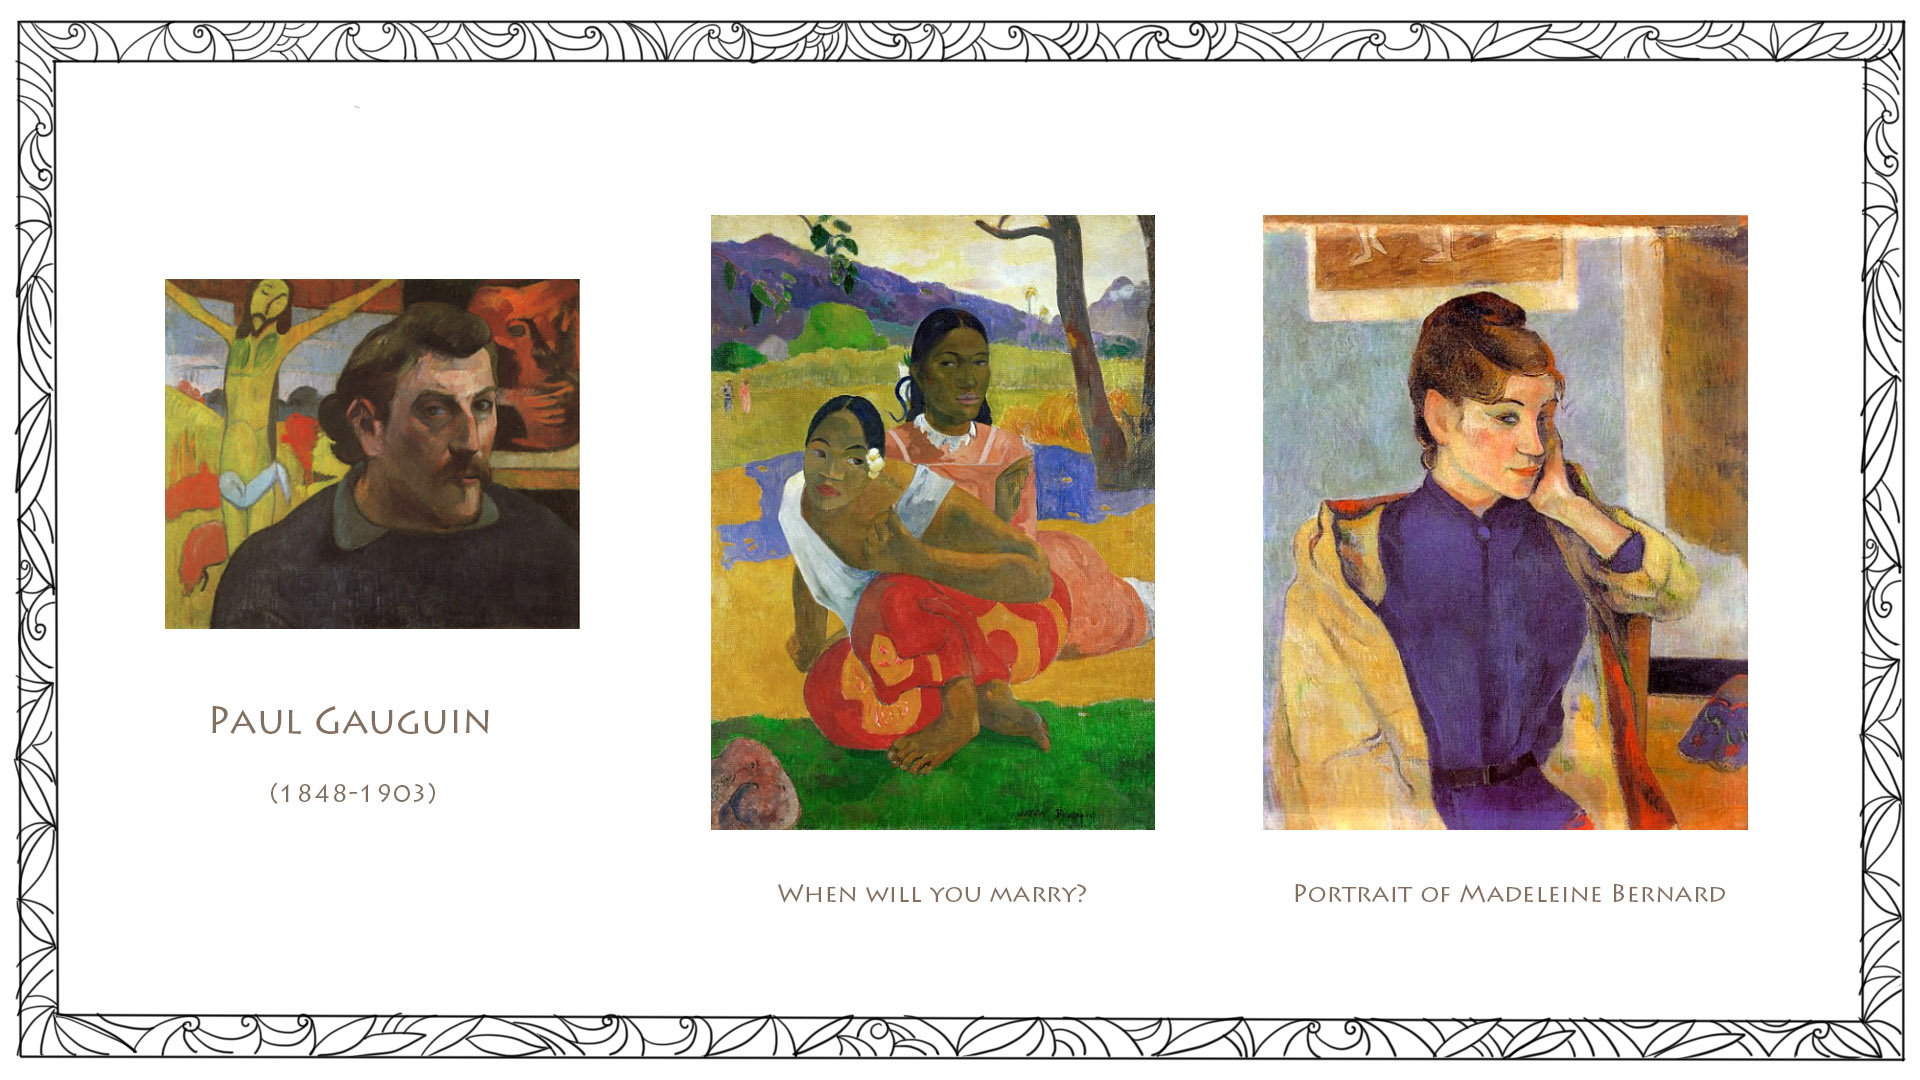 Paul Gauguin
(1848-1903)
When will you marry?
Portrait of Madeleine Bernard